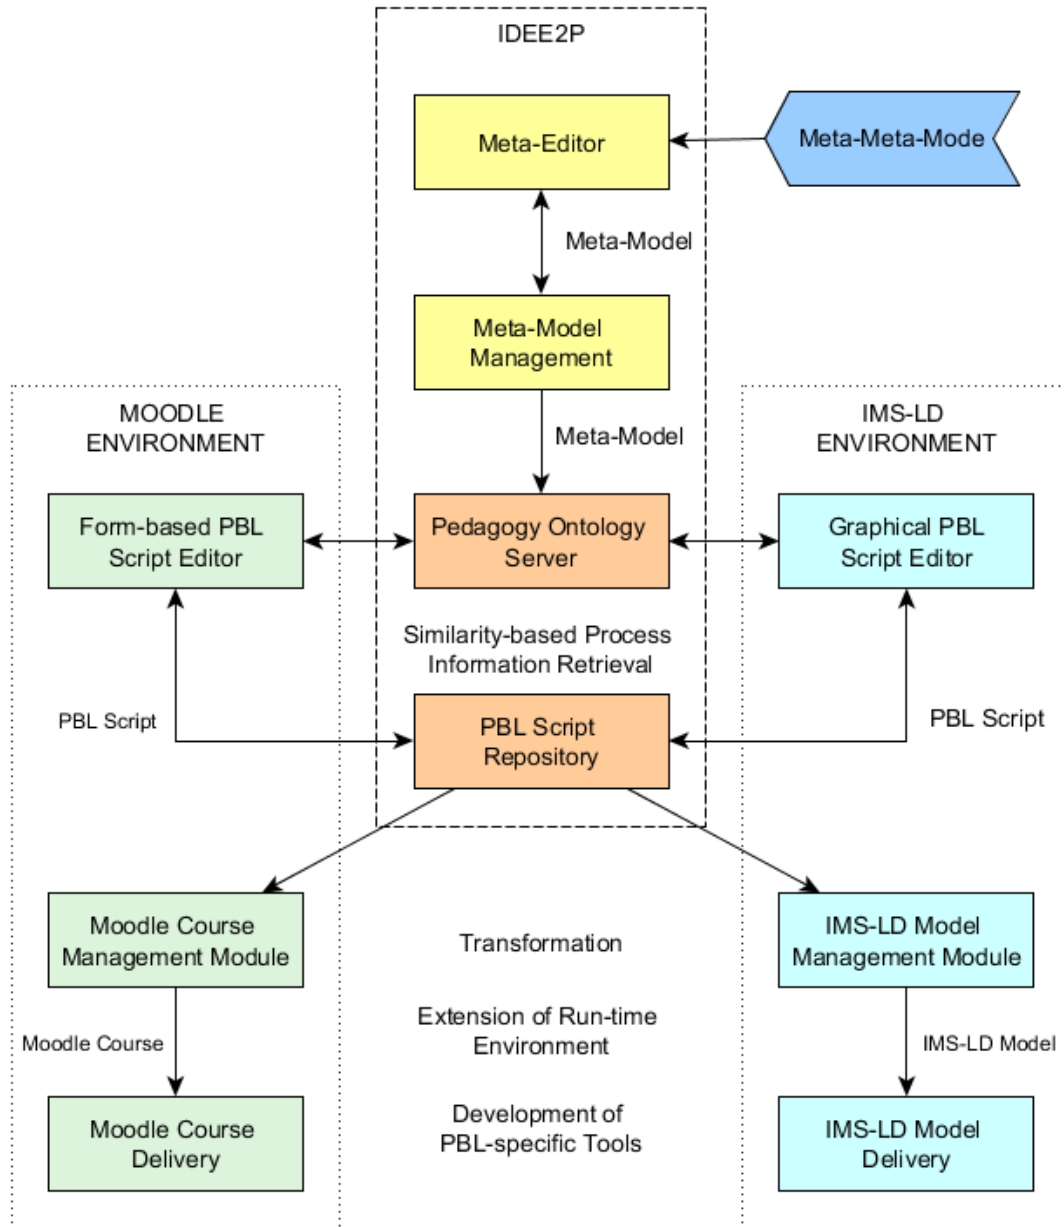 IDEE2P
Meta-Editor
Meta-Meta-Mode
Meta-Model
Meta-Model
Management
MOODLE
ENVIRONMENT
Meta-Model
IMS-LD
ENVIRONMENT
Form-based PBL
Script Editor
Pedagogy Ontology
Server
Graphical PBL
Script Editor
Similarity-based Process
Information Retrieval
PBL Script
PBL Script
Repository
PBL Script
Moodle Course
Management Module
Transformation
IMS-LD Model
Management Module
Moodle Course
Extension of Run-time
Environment
IMS-LD Model
Moodle Course
Delivery
Development of
PBL-specific Tools
IMS-LD Model
Delivery